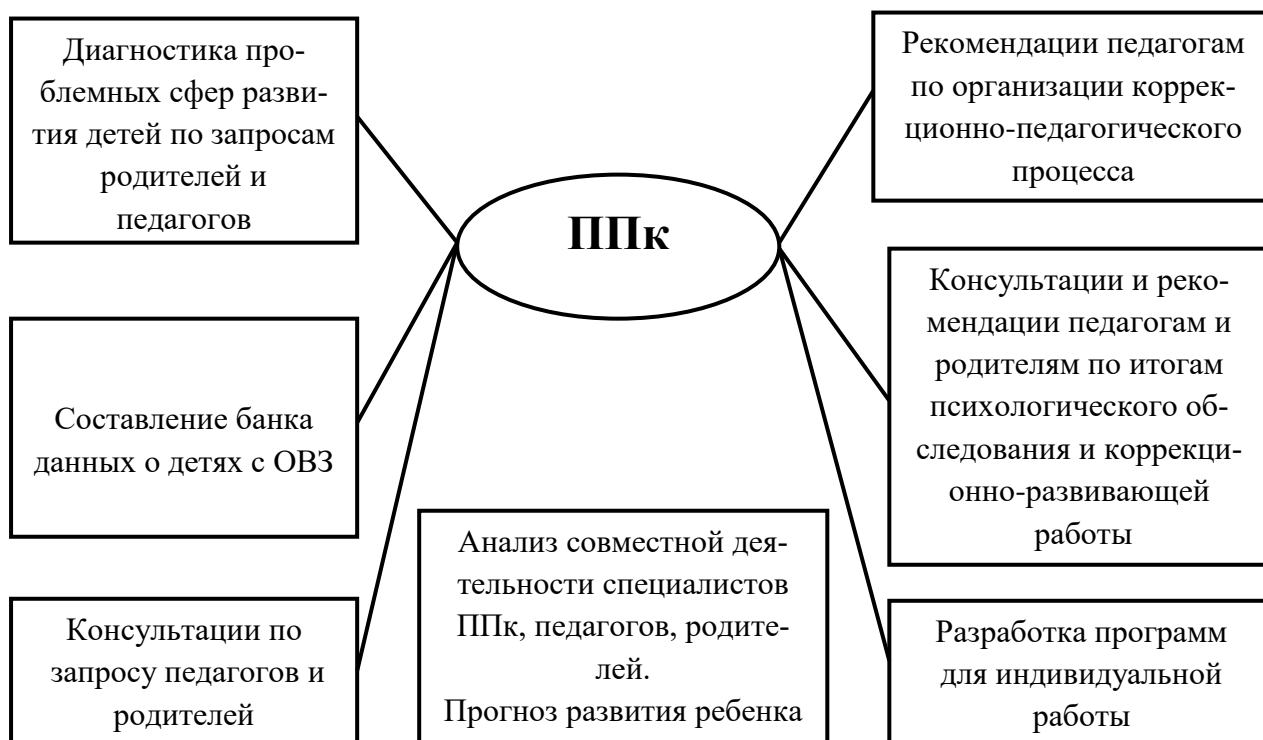 Диагностика про-
блемных сфер разви-
тия детей по запросам
родителей и
педагогов
Составление банка
данных о детях с ОВЗ
Консультации по
запросу педагогов и
родителей
ППк
Анализ совместной дея-
тельности специалистов
ППк, педагогов, родите-
лей.
Прогноз развития ребенка
Рекомендации педагогам
по организации коррек-
ционно-педагогического
процесса
Консультации и реко-
мендации педагогам и
родителям по итогам
психологического об-
следования и коррекци-
онно-развивающей
работы
Разработка программ
для индивидуальной
работы